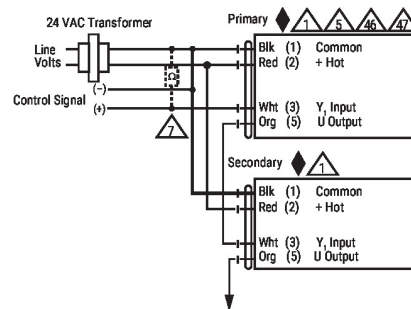 24 VAC Transformer
Primary 1 5 46 47
Line
Volts
Blk (1) Common
Red (2) + Hot
Ω
Control Signal (–)
(+)
Wht (3) Y1 Input
Org (5) U Output
7
Secondary 1
Blk (1) Common
Red (2) + Hot
Wht (3) Y1 Input
Org (5) U Output